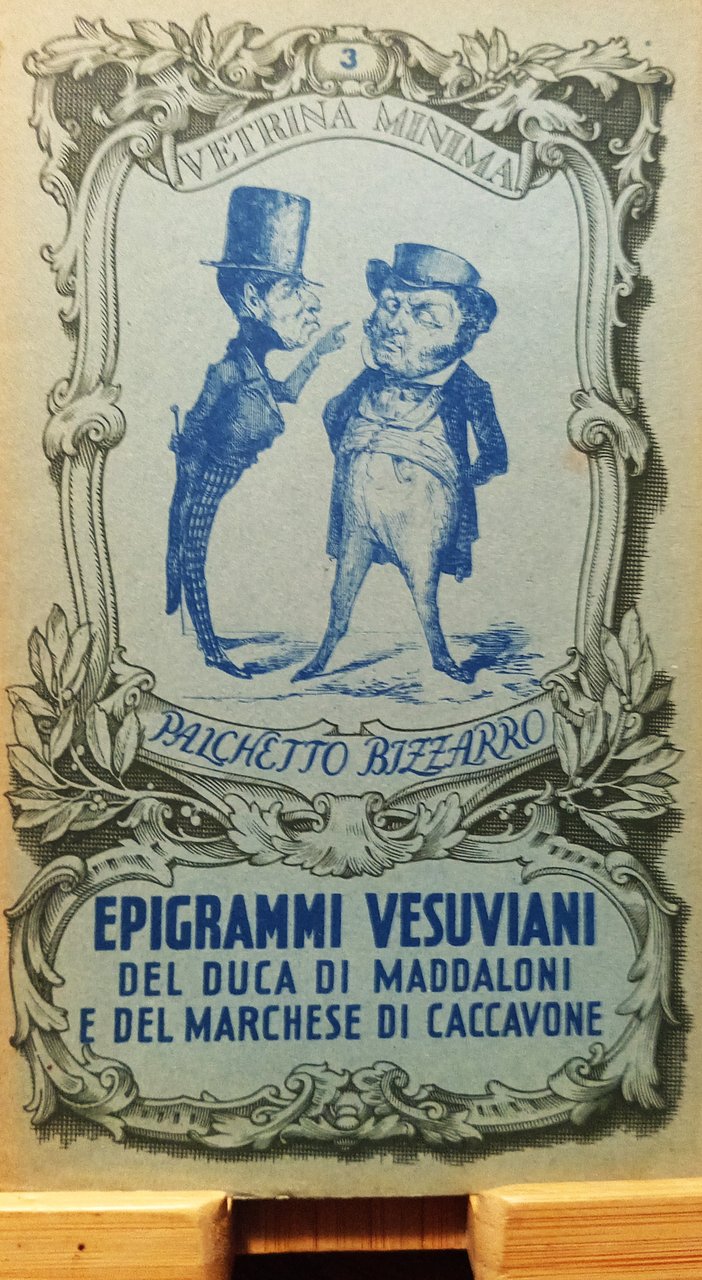 3
VETRINA MINIMA
PALCHETTO BIZZARRO
EPIGRAMMI VESUVIANI
DEL DUCA DI MADDALONI
E DEL MARCHESE DI CACCAVONE